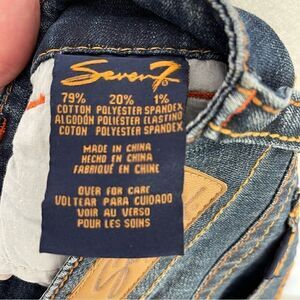 Seven7
79% 20% 1%
COTTON POLYESTER SPANDEX
ALGODÓN POLIÉSTER ELASTINO
COTON POLYESTER SPANDEX
MADE IN CHINA
HECHO EN CHINA
FABRIQUÉ EN CHINE
OVER FOR CARE
VOLTEAR PARA CUIDADO
VOIR AU VERSO
POUR LES SOINS